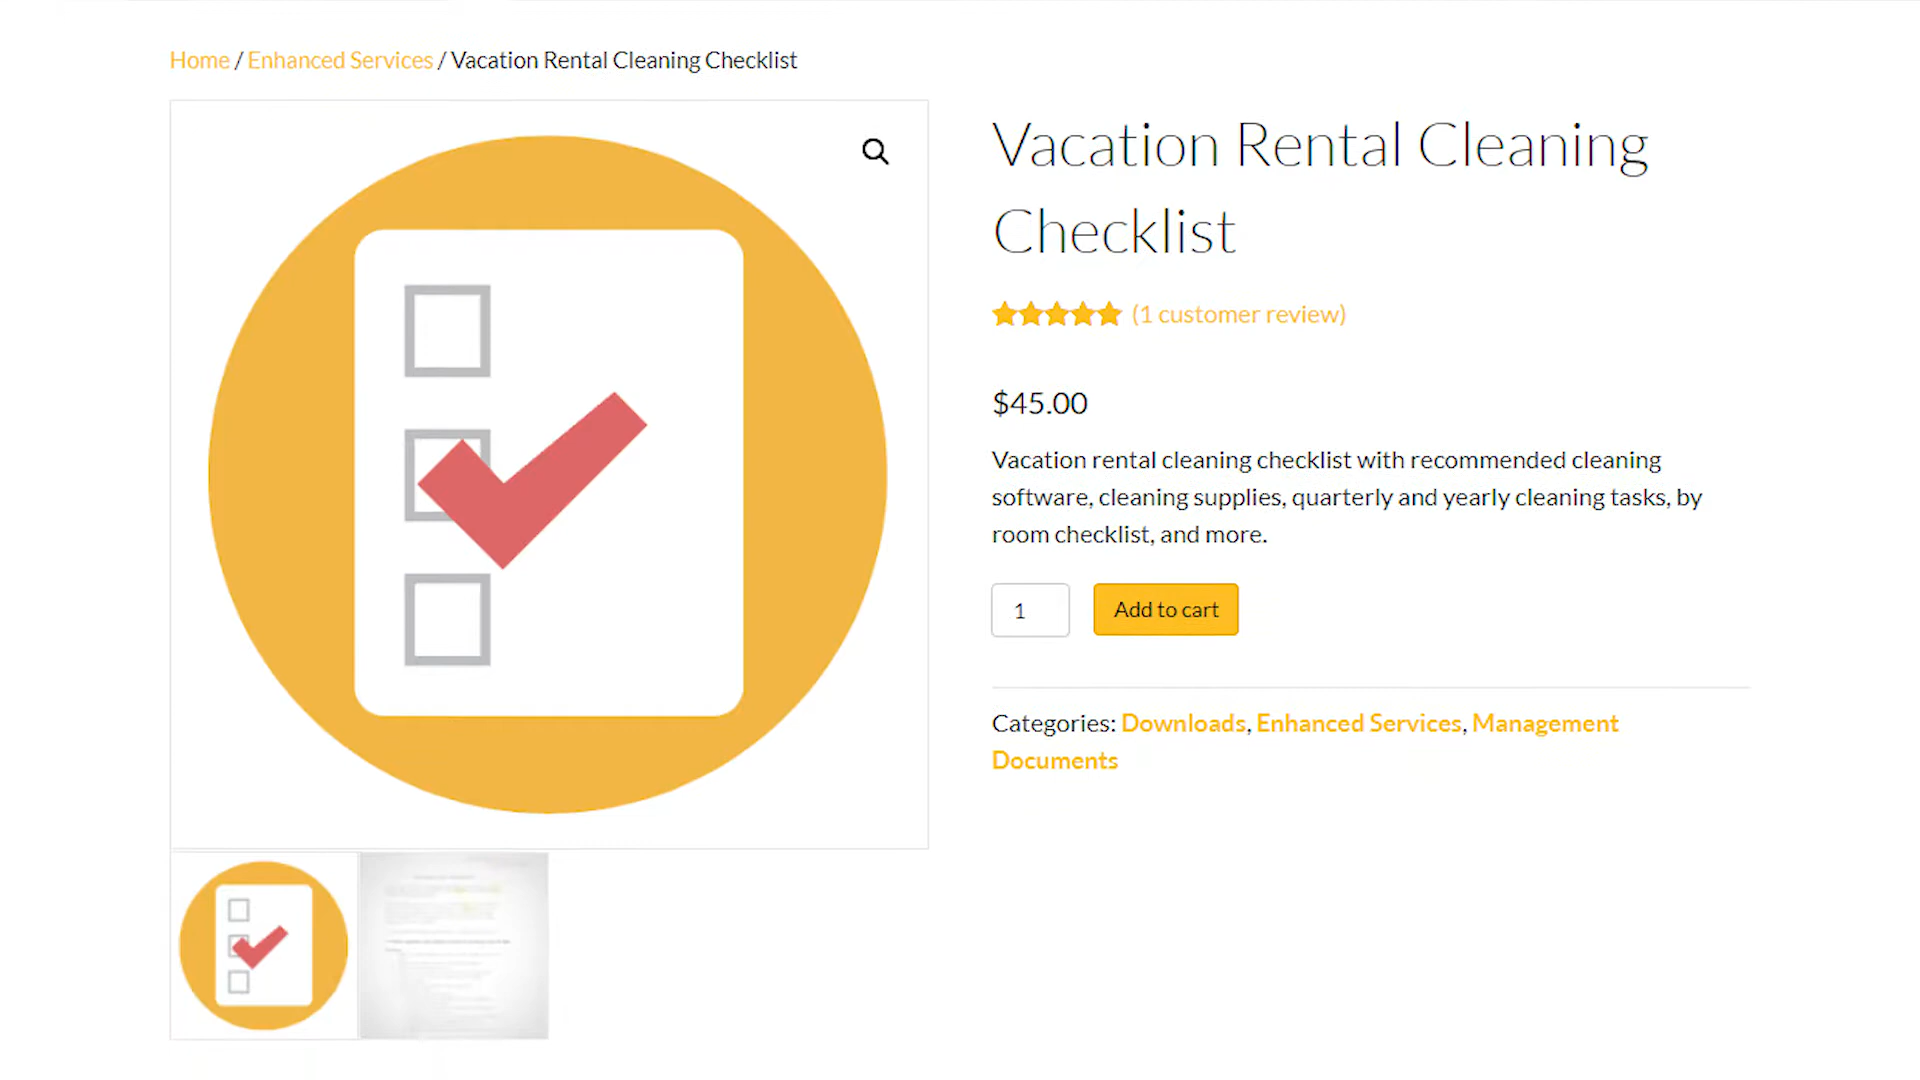 Home / Enhanced Services / Vacation Rental Cleaning Checklist
Vacation Rental Cleaning
Checklist
(1 customer review)
$45.00
Vacation rental cleaning checklist with recommended cleaning
software, cleaning supplies, quarterly and yearly cleaning tasks, by
room checklist, and more.
1
Add to cart
Categories: Downloads, Enhanced Services, Management
Documents